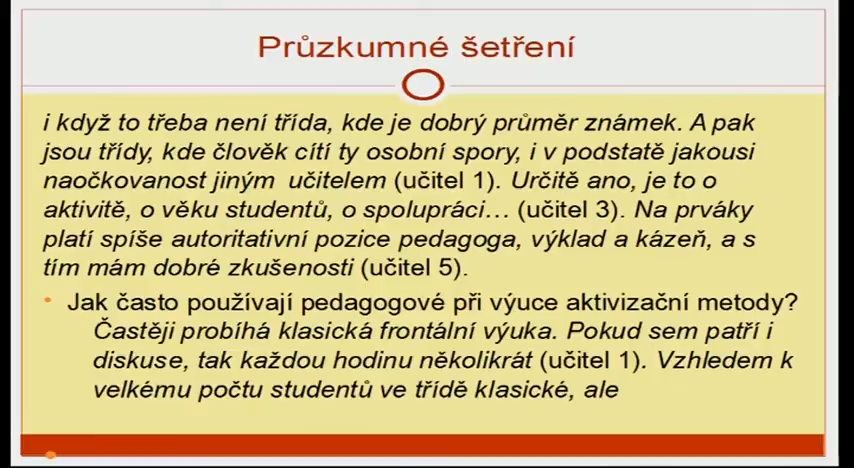 Průzkumné šetření
i když to třeba není třída, kde je dobrý průměr známek. A pak
jsou třídy, kde člověk cítí ty osobní spory, i v podstatě jakousi
naočkovanost jiným učitelem (učitel 1). Určitě ano, je to o
aktivitě, o věku studentů, o spolupráci… (učitel 3). Na prváky
platí spíše autoritativní pozice pedagoga, výklad a kázeň, a s
tím mám dobré zkušenosti (učitel 5).
• Jak často používají pedagogové při výuce aktivizační metody?
Častěji probíhá klasická frontální výuka. Pokud sem patří i
diskuse, tak každou hodinu několikrát (učitel 1). Vzhledem k
velkému počtu studentů ve třídě klasické, ale